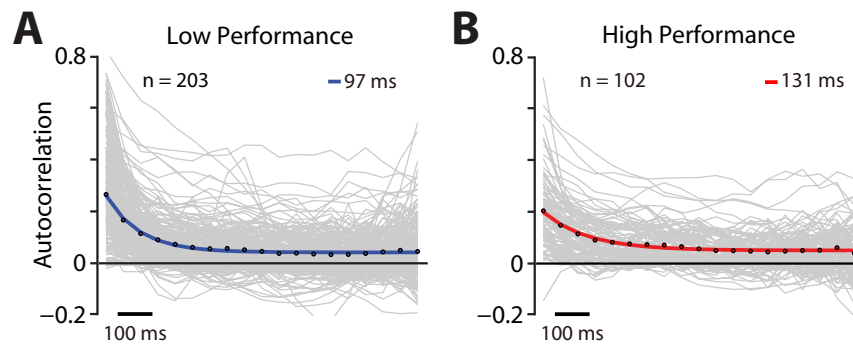 A
Low Performance
0.8
n = 203
97 ms
Autocorrelation
0
−0.2
100 ms
B
High Performance
0.8
n = 102
131 ms
0
−0.2
100 ms